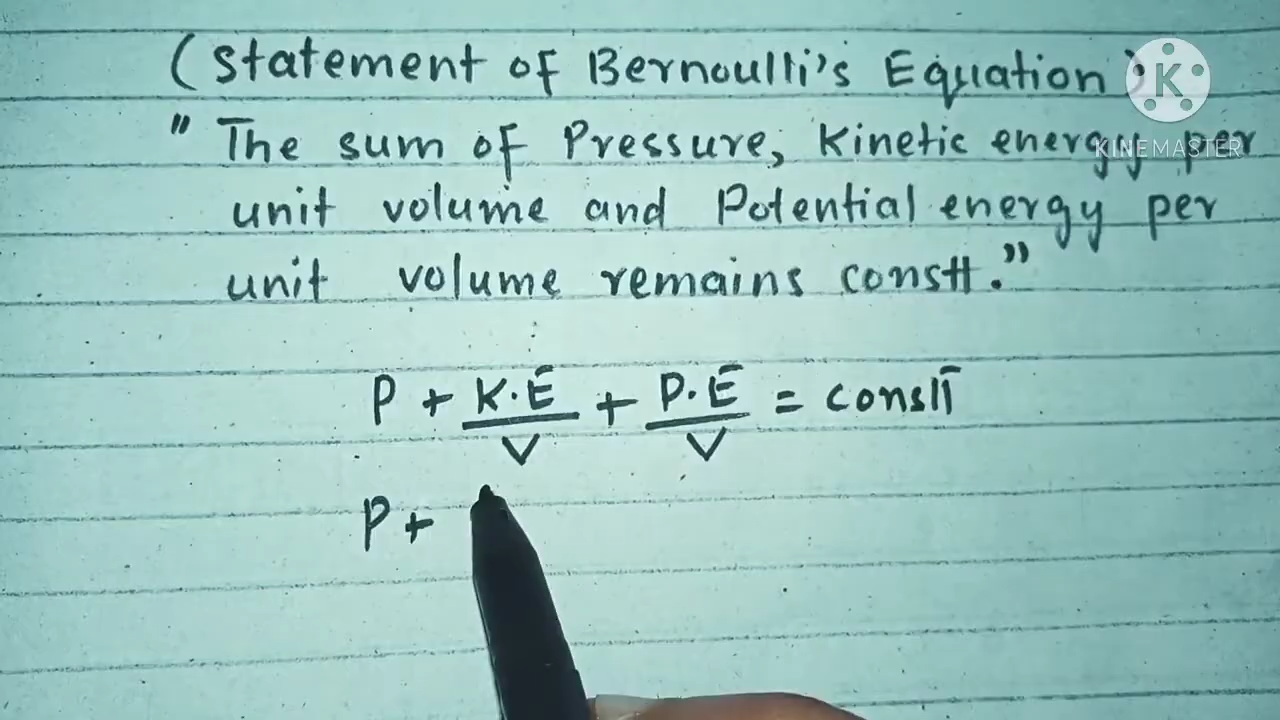 (Statement of Bernoulli's Equation)
" The sum of Pressure, Kinetic energy per
unit volume and Potential energy per
unit volume remains constt."
P + K.E/V + P.E/V = constt
P +
K
KINEMASTER